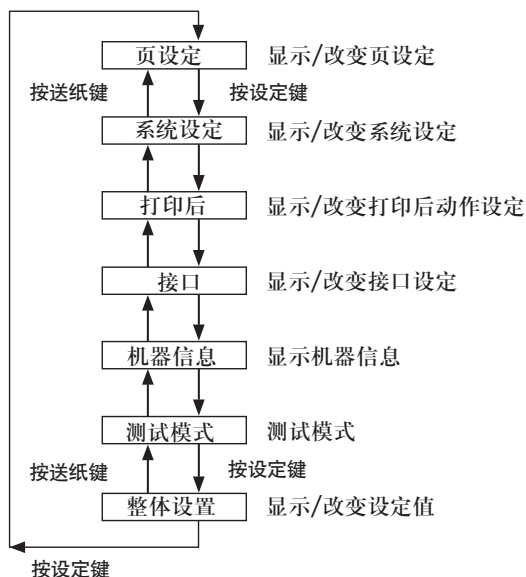 页设定 显示/改变页设定
按送纸键 按设定键
系统设定 显示/改变系统设定
打印后 显示/改变打印后动作设定
接口 显示/改变接口设定
机器信息 显示机器信息
测试模式 测试模式
按送纸键 按设定键
整体设置 显示/改变设定值
按设定键